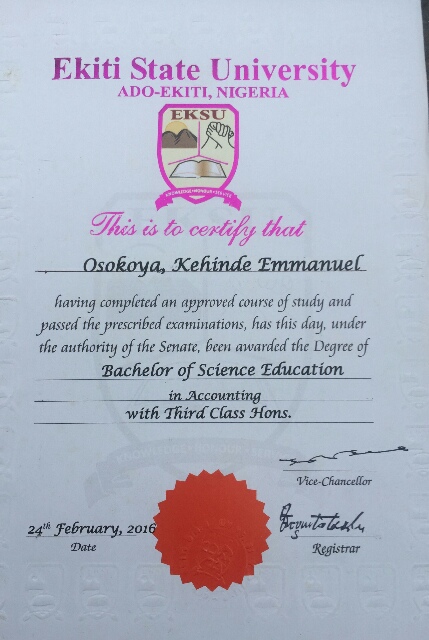 Ekiti State University
ADO-EKITI, NIGERIA
EKSU
KNOWLEDGE•HONOUR•SERVICE
This is to certify that
Osokoya, Kehinde Emmanuel
having completed an approved course of study and
passed the prescribed examinations, has this day, under
the authority of the Senate, been awarded the Degree of
Bachelor of Science Education
in Accounting
with Third Class Hons.
Vice-Chancellor
24th February, 2016
Date
Registrar